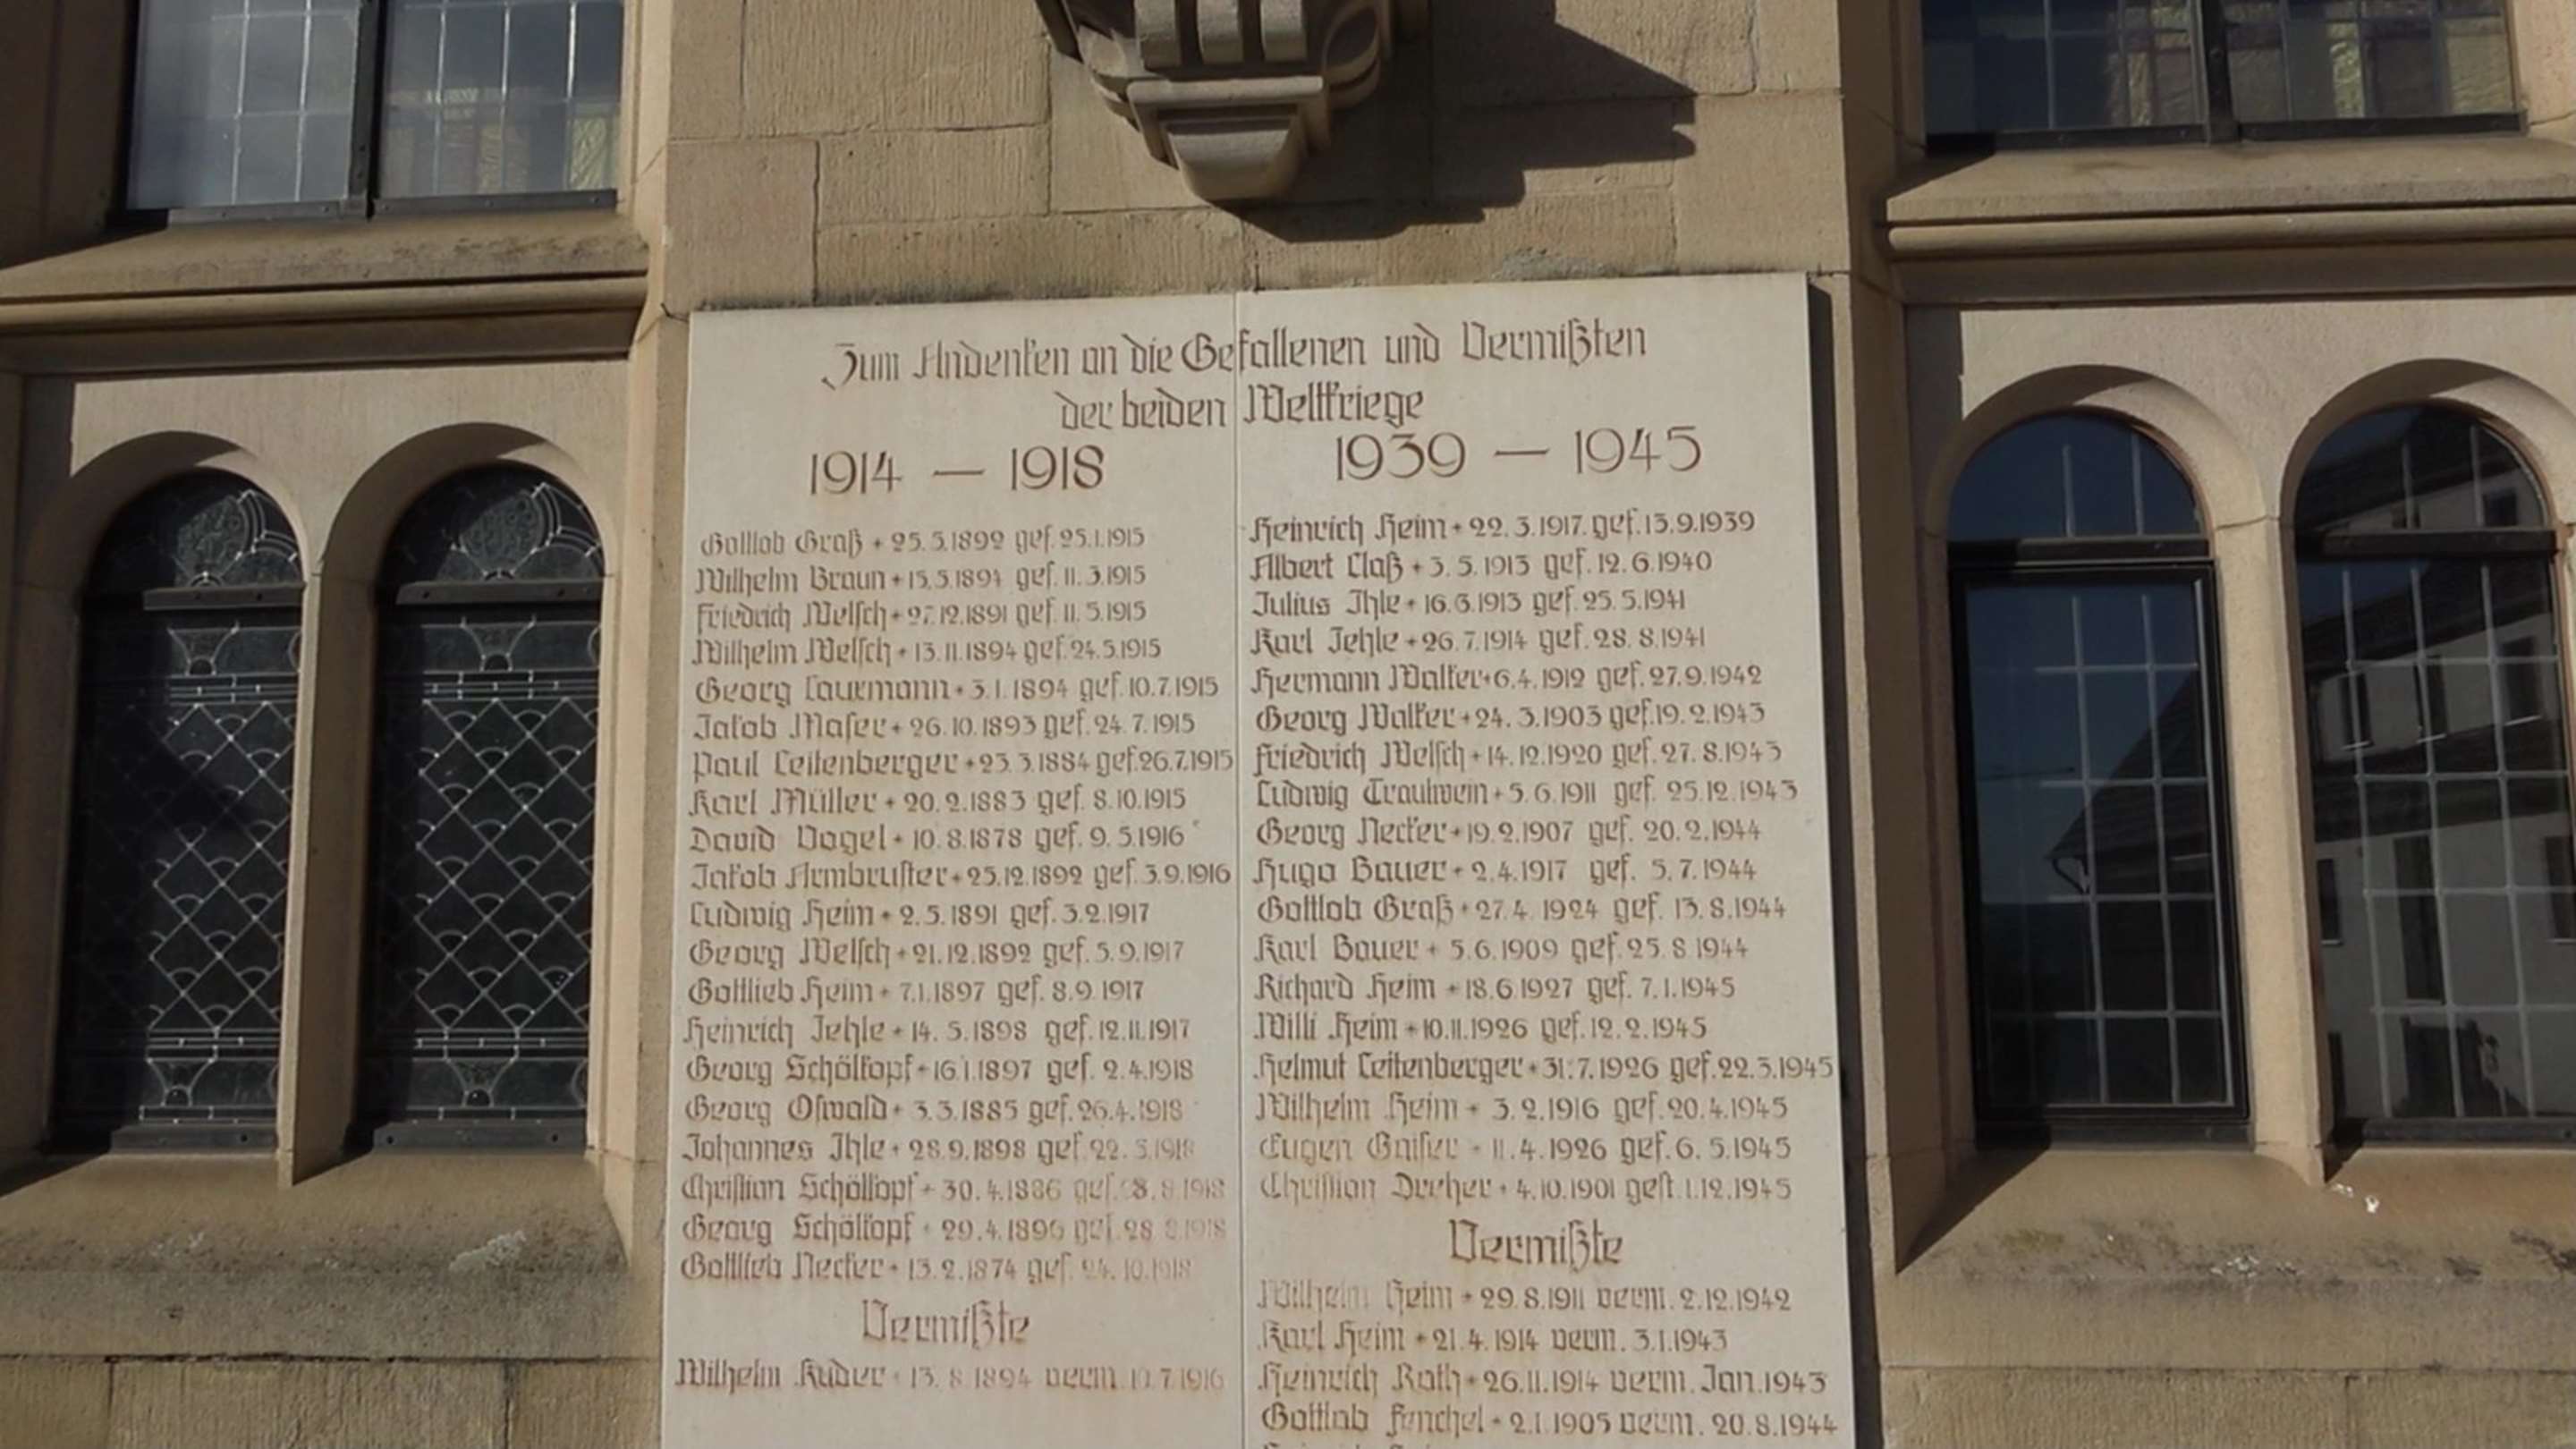 Zum Andenken an die Gefallenen und Vermißten
der beiden Weltkriege
1914 — 1918
Gottlob Graß * 25.5.1892 gef. 25.1.1915
Wilhelm Braun * 15.5.1894 gef. 11.3.1915
Friedrich Welsch * 27.12.1891 gef. 11.5.1915
Wilhelm Welsch * 13.11.1894 gef. 24.5.1915
Georg Lauxmann * 3.1.1894 gef. 10.7.1915
Jakob Maser * 26.10.1893 gef. 24.7.1915
Paul Leitenberger * 23.3.1884 gef. 26.7.1915
Karl Müller * 20.2.1883 gef. 8.10.1915
David Vogel * 10.8.1878 gef. 9.5.1916
Jakob Armbruster * 25.12.1892 gef. 3.9.1916
Ludwig Heim * 2.5.1891 gef. 3.2.1917
Georg Welsch * 21.12.1892 gef. 5.9.1917
Gottlieb Heim * 7.1.1897 gef. 8.9.1917
Heinrich Jehle * 14.5.1898 gef. 12.11.1917
Georg Schölkopf * 16.1.1897 gef. 2.4.1918
Georg Oswald * 3.3.1885 gef. 26.4.1918
Johannes Ihle * 28.9.1898 gef. 22.5.1918
Christian Schölkopf * 30.4.1886 gef.
Georg Schölkopf * 29.4.1896 gef. 28.8.1918
Gottlieb Necker * 13.2.1874 gef. 24.10.1918
Vermißte
Wilhelm Kuder * 13.8.1894 verm.
1939 — 1945
Heinrich Heim * 22.3.1917. gef. 13.9.1939
Albert Claß * 3.5.1913 gef. 12.6.1940
Julius Ihle * 16.6.1913 gef. 25.5.1941
Karl Jehle * 26.7.1914 gef. 28.8.1941
Hermann Walker * 6.4.1912 gef. 27.9.1942
Georg Walker * 24.3.1903 gef. 19.2.1943
Friedrich Welsch * 14.12.1920 gef. 27.8.1943
Ludwig Trautwein * 5.6.1911 gef. 25.12.1943
Georg Necker * 19.2.1907 gef. 20.2.1944
Hugo Bauer * 2.4.1917 gef. 5.7.1944
Gottlob Graß * 27.4.1924 gef. 13.8.1944
Karl Bauer * 5.6.1909 gef. 25.8.1944
Richard Heim * 18.6.1927 gef. 7.1.1945
Willi Heim * 10.11.1926 gef. 12.2.1945
Helmut Leitenberger * 31.7.1926 gef. 22.3.1945
Wilhelm Heim * 3.2.1916 gef. 20.4.1945
Eugen Gaiser * 11.4.1926 gef. 6.5.1945
Christian Dreher * 4.10.1901 gest. 1.12.1945
Vermißte
Wilhelm Heim * 29.8.1911 verm. 2.12.1942
Karl Heim * 21.4.1914 verm. 3.1.1943
Heinrich Roth * 26.11.1914 verm. Jan.1943
Gottlob Fenchel * 2.1.1905 verm. 20.8.1944